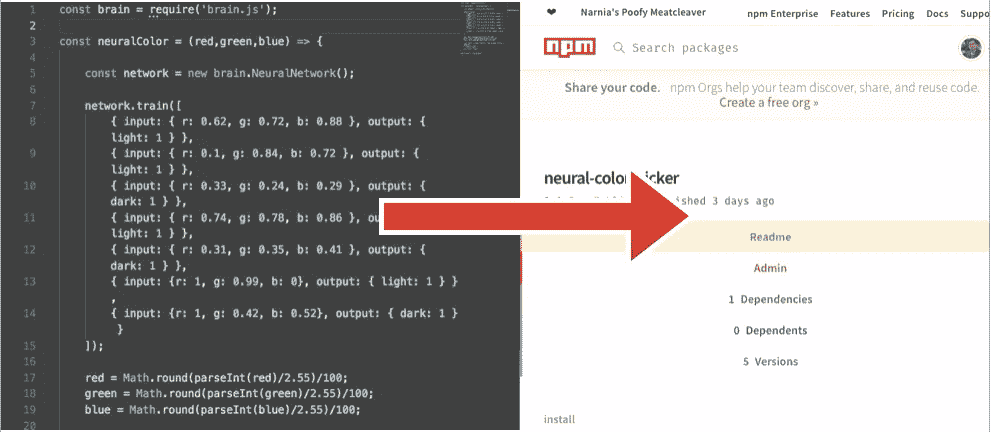 1 const brain = require('brain.js');
2
3 const neuralColor = (red,green,blue) => {
4
5 const network = new brain.NeuralNetwork();
6
7 network.train([
8 { input: { r: 0.62, g: 0.72, b: 0.88 }, output: {
light: 1 } },
9 { input: { r: 0.1, g: 0.84, b: 0.72 }, output: {
light: 1 } },
10 { input: { r: 0.33, g: 0.24, b: 0.29 }, output: {
dark: 1 } },
11 { input: { r: 0.74, g: 0.78, b: 0.86 }, out
light: 1 } },
12 { input: { r: 0.31, g: 0.35, b: 0.41 }, output: {
dark: 1 } },
13 { input: {r: 1, g: 0.99, b: 0}, output: { light: 1 } }
,
14 { input: {r: 1, g: 0.42, b: 0.52}, output: { dark: 1 }
}
15 ]);
16
17 red = Math.round(parseInt(red)/2.55)/100;
18 green = Math.round(parseInt(green)/2.55)/100;
19 blue = Math.round(parseInt(blue)/2.55)/100;
20
❤ Narnia's Poofy Meatcleaver npm Enterprise Features Pricing Docs Suppo
npm Search packages
Share your code. npm Orgs help your team discover, share, and reuse code.
Create a free org »
neural-color icker
ished 3 days ago
Readme
Admin
1 Dependencies
0 Dependents
5 Versions
install